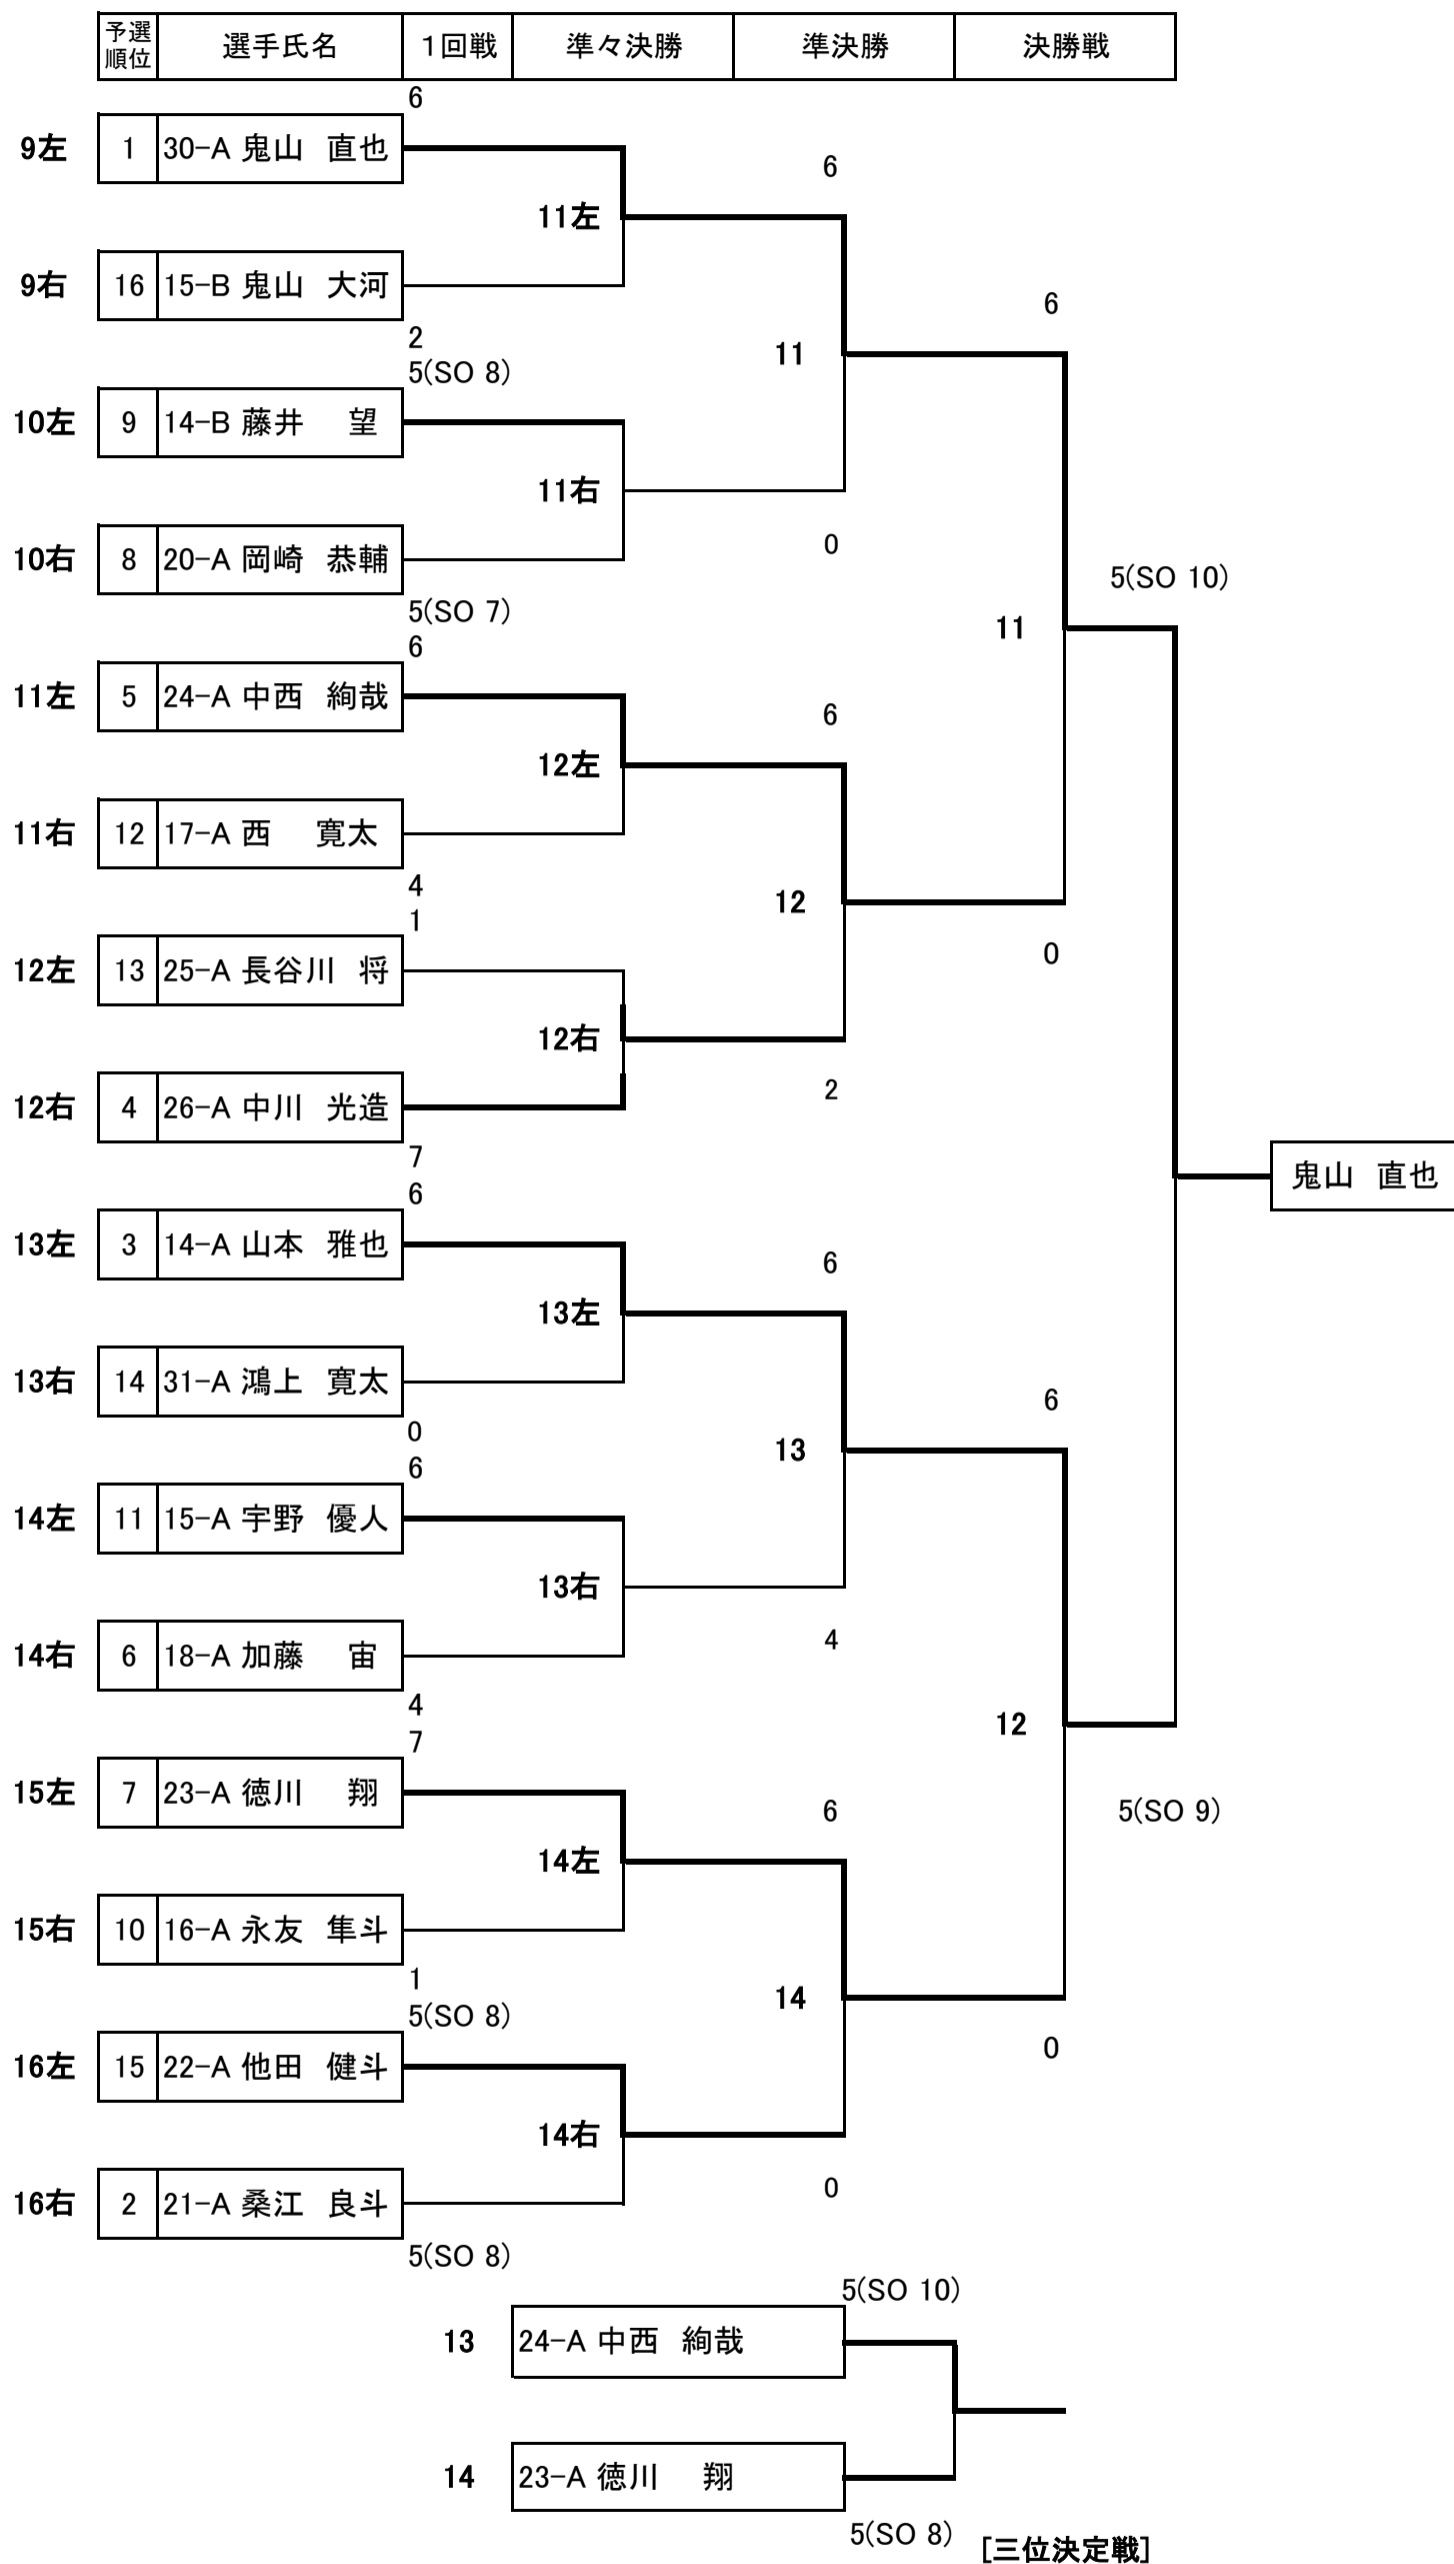 予選順位 選手氏名 1回戦 準々決勝 準決勝 決勝戦
6
9左 1 30-A 鬼山 直也
6
11左
9右 16 15-B 鬼山 大河
6
2
5(SO 8)
11
10左 9 14-B 藤井 望
11右
0
10右 8 20-A 岡崎 恭輔
5(SO 10)
5(SO 7)
11
6
11左 5 24-A 中西 絢哉
6
12左
11右 12 17-A 西 寛太
4
12
1
0
12左 13 25-A 長谷川 将
12右
2
12右 4 26-A 中川 光造
7
鬼山 直也
6
13左 3 14-A 山本 雅也
6
13左
13右 14 31-A 鴻上 寛太
6
0
13
6
14左 11 15-A 宇野 優人
13右
4
14右 6 18-A 加藤 宙
4
12
7
15左 7 23-A 徳川 翔
6
5(SO 9)
14左
15右 10 16-A 永友 隼斗
1
14
5(SO 8)
0
16左 15 22-A 他田 健斗
14右
0
16右 2 21-A 桑江 良斗
5(SO 8)
5(SO 10)
13 24-A 中西 絢哉
14 23-A 徳川 翔
5(SO 8)
[三位決定戦]